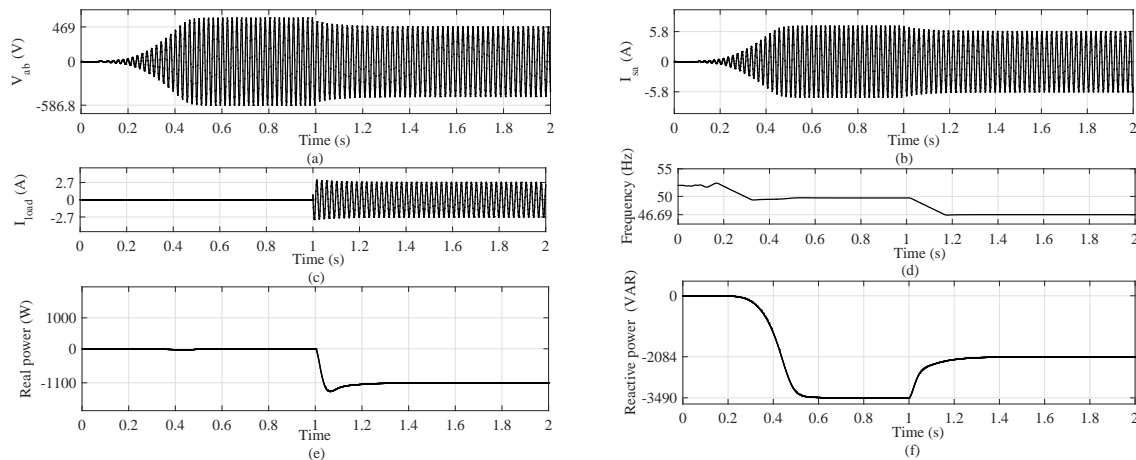 V_ab (V)
469
0
-586.8
0 0.2 0.4 0.6 0.8 1 1.2 1.4 1.6 1.8 2
Time (s)
(a)
I_sa (A)
5.8
0
-5.8
0 0.2 0.4 0.6 0.8 1 1.2 1.4 1.6 1.8 2
Time (s)
(b)
I_load (A)
2.7
-2.7
0 0.2 0.4 0.6 0.8 1 1.2 1.4 1.6 1.8 2
Time (s)
(c)
Frequency (Hz)
55
50
46.69
0 0.2 0.4 0.6 0.8 1 1.2 1.4 1.6 1.8 2
Time (s)
(d)
Real power (W)
1000
0
-1100
0 0.2 0.4 0.6 0.8 1 1.2 1.4 1.6 1.8 2
Time
(e)
Reactive power (VAR)
0
-2084
-3490
0 0.2 0.4 0.6 0.8 1 1.2 1.4 1.6 1.8 2
Time (s)
(f)